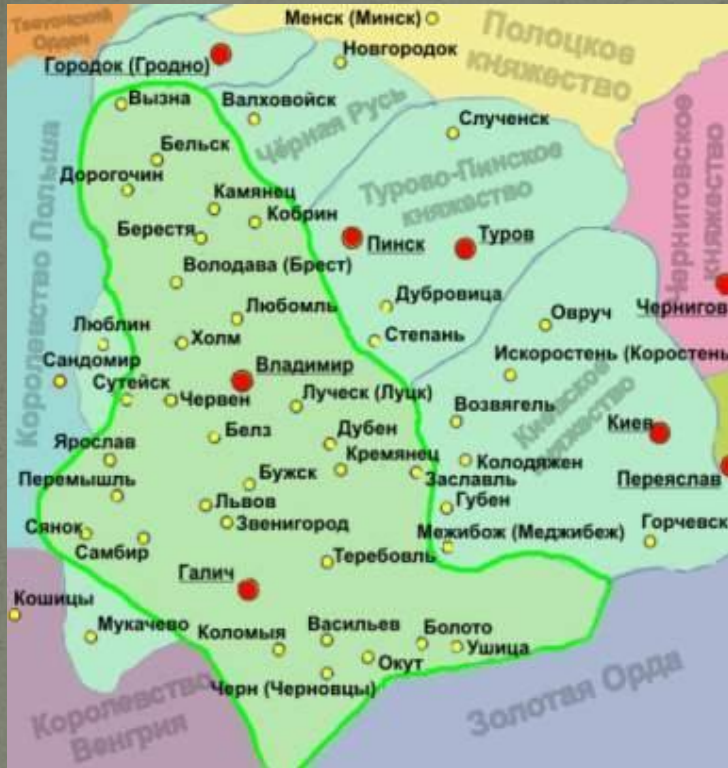 Тевтонский
Орден
Менск (Минск)
Полоцкое
княжество
Городок (Гродно)
Новгородок
Вызна
Валховойск
Чёрная Русь
Слученск
Черниговское
княжество
Бельск
Дорогочин
Турово-Пинское
княжество
Камянец
Кобрин
Берестя
Пинск
Туров
Королевство Польша
Володава (Брест)
Дубровица
Чернигов
Любомль
Овруч
Люблин
Холм
Степань
Сандомир
Владимир
Искоростень (Коростень
Сутейск
Червен
Луческ (Луцк)
Возвягель
Киевское
княжество
Киев
Белз
Дубен
Ярослав
Кремянец
Колодяжен
Переяслав
Перемышль
Бужск
Заславль
Львов
Губен
Звенигород
Сянок
Межибож (Меджибеж)
Горчевск
Самбир
Теребовль
Галич
Кошицы
Мукачево
Васильев
Болото
Коломыя
Ушица
Окут
Черн (Черновцы)
Золотая Орда
Королевство
Венгрия